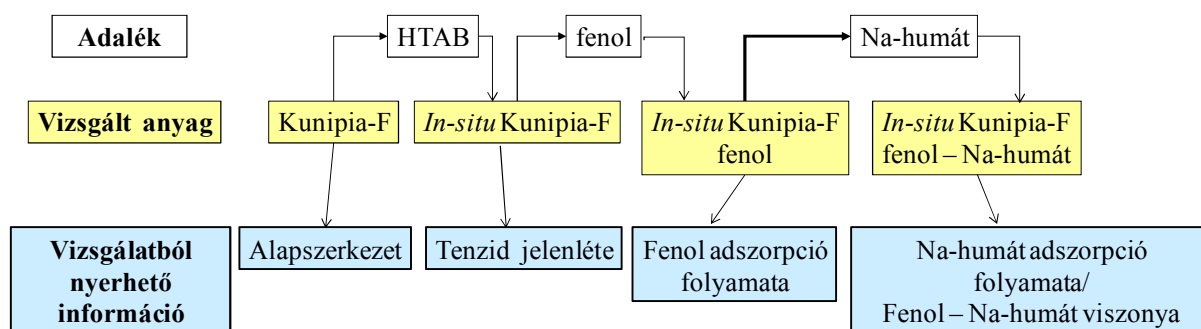 Adalék
HTAB
fenol
Na-humát
Vizsgált anyag
Kunipia-F
In-situ Kunipia-F
In-situ Kunipia-F
fenol
In-situ Kunipia-F
fenol – Na-humát
Vizsgálatból
nyerhető
információ
Alapszerkezet
Tenzid jelenléte
Fenol adszorpció
folyamata
Na-humát adszorpció
folyamata/
Fenol – Na-humát viszonya